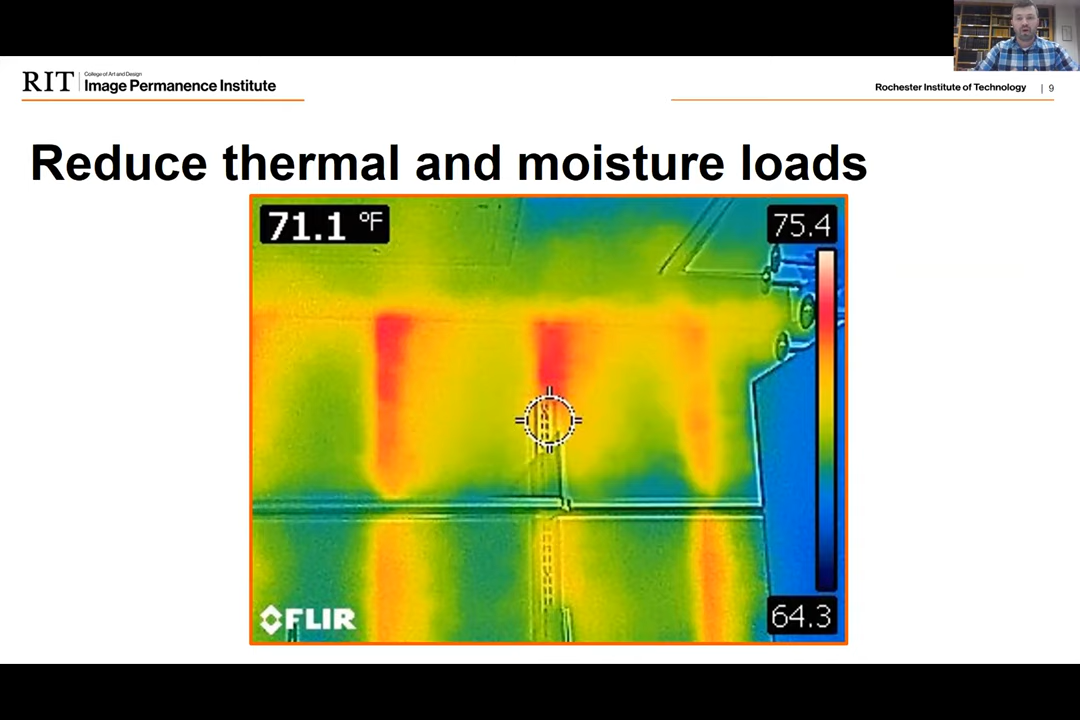 RIT
College of Art and Design
Image Permanence Institute
Rochester Institute of Technology | 9
Reduce thermal and moisture loads
71.1 °F
75.4
64.3
FLIR